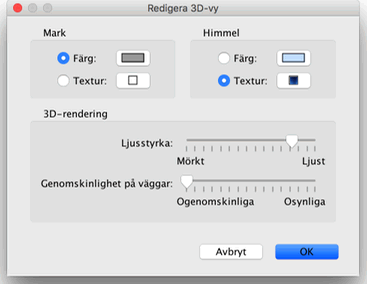 Redigera 3D-vy
Mark
Färg:
Textur:
Himmel
Färg:
Textur:
3D-rendering
Ljusstyrka:
Mörkt Ljust
Genomskinlighet på väggar:
Ogenomskinliga Osynliga
Avbryt OK